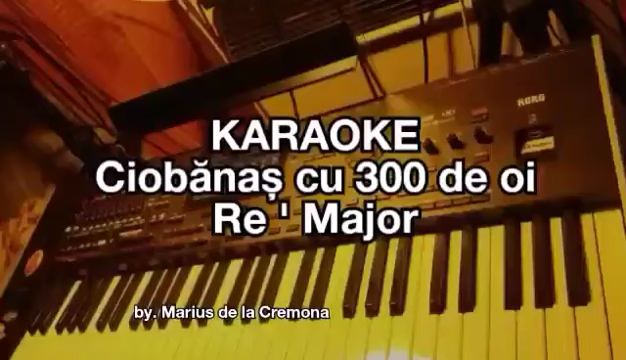 KORG
KARAOKE
Ciobănaș cu 300 de oi
Re ' Major
by. Marius de la Cremona